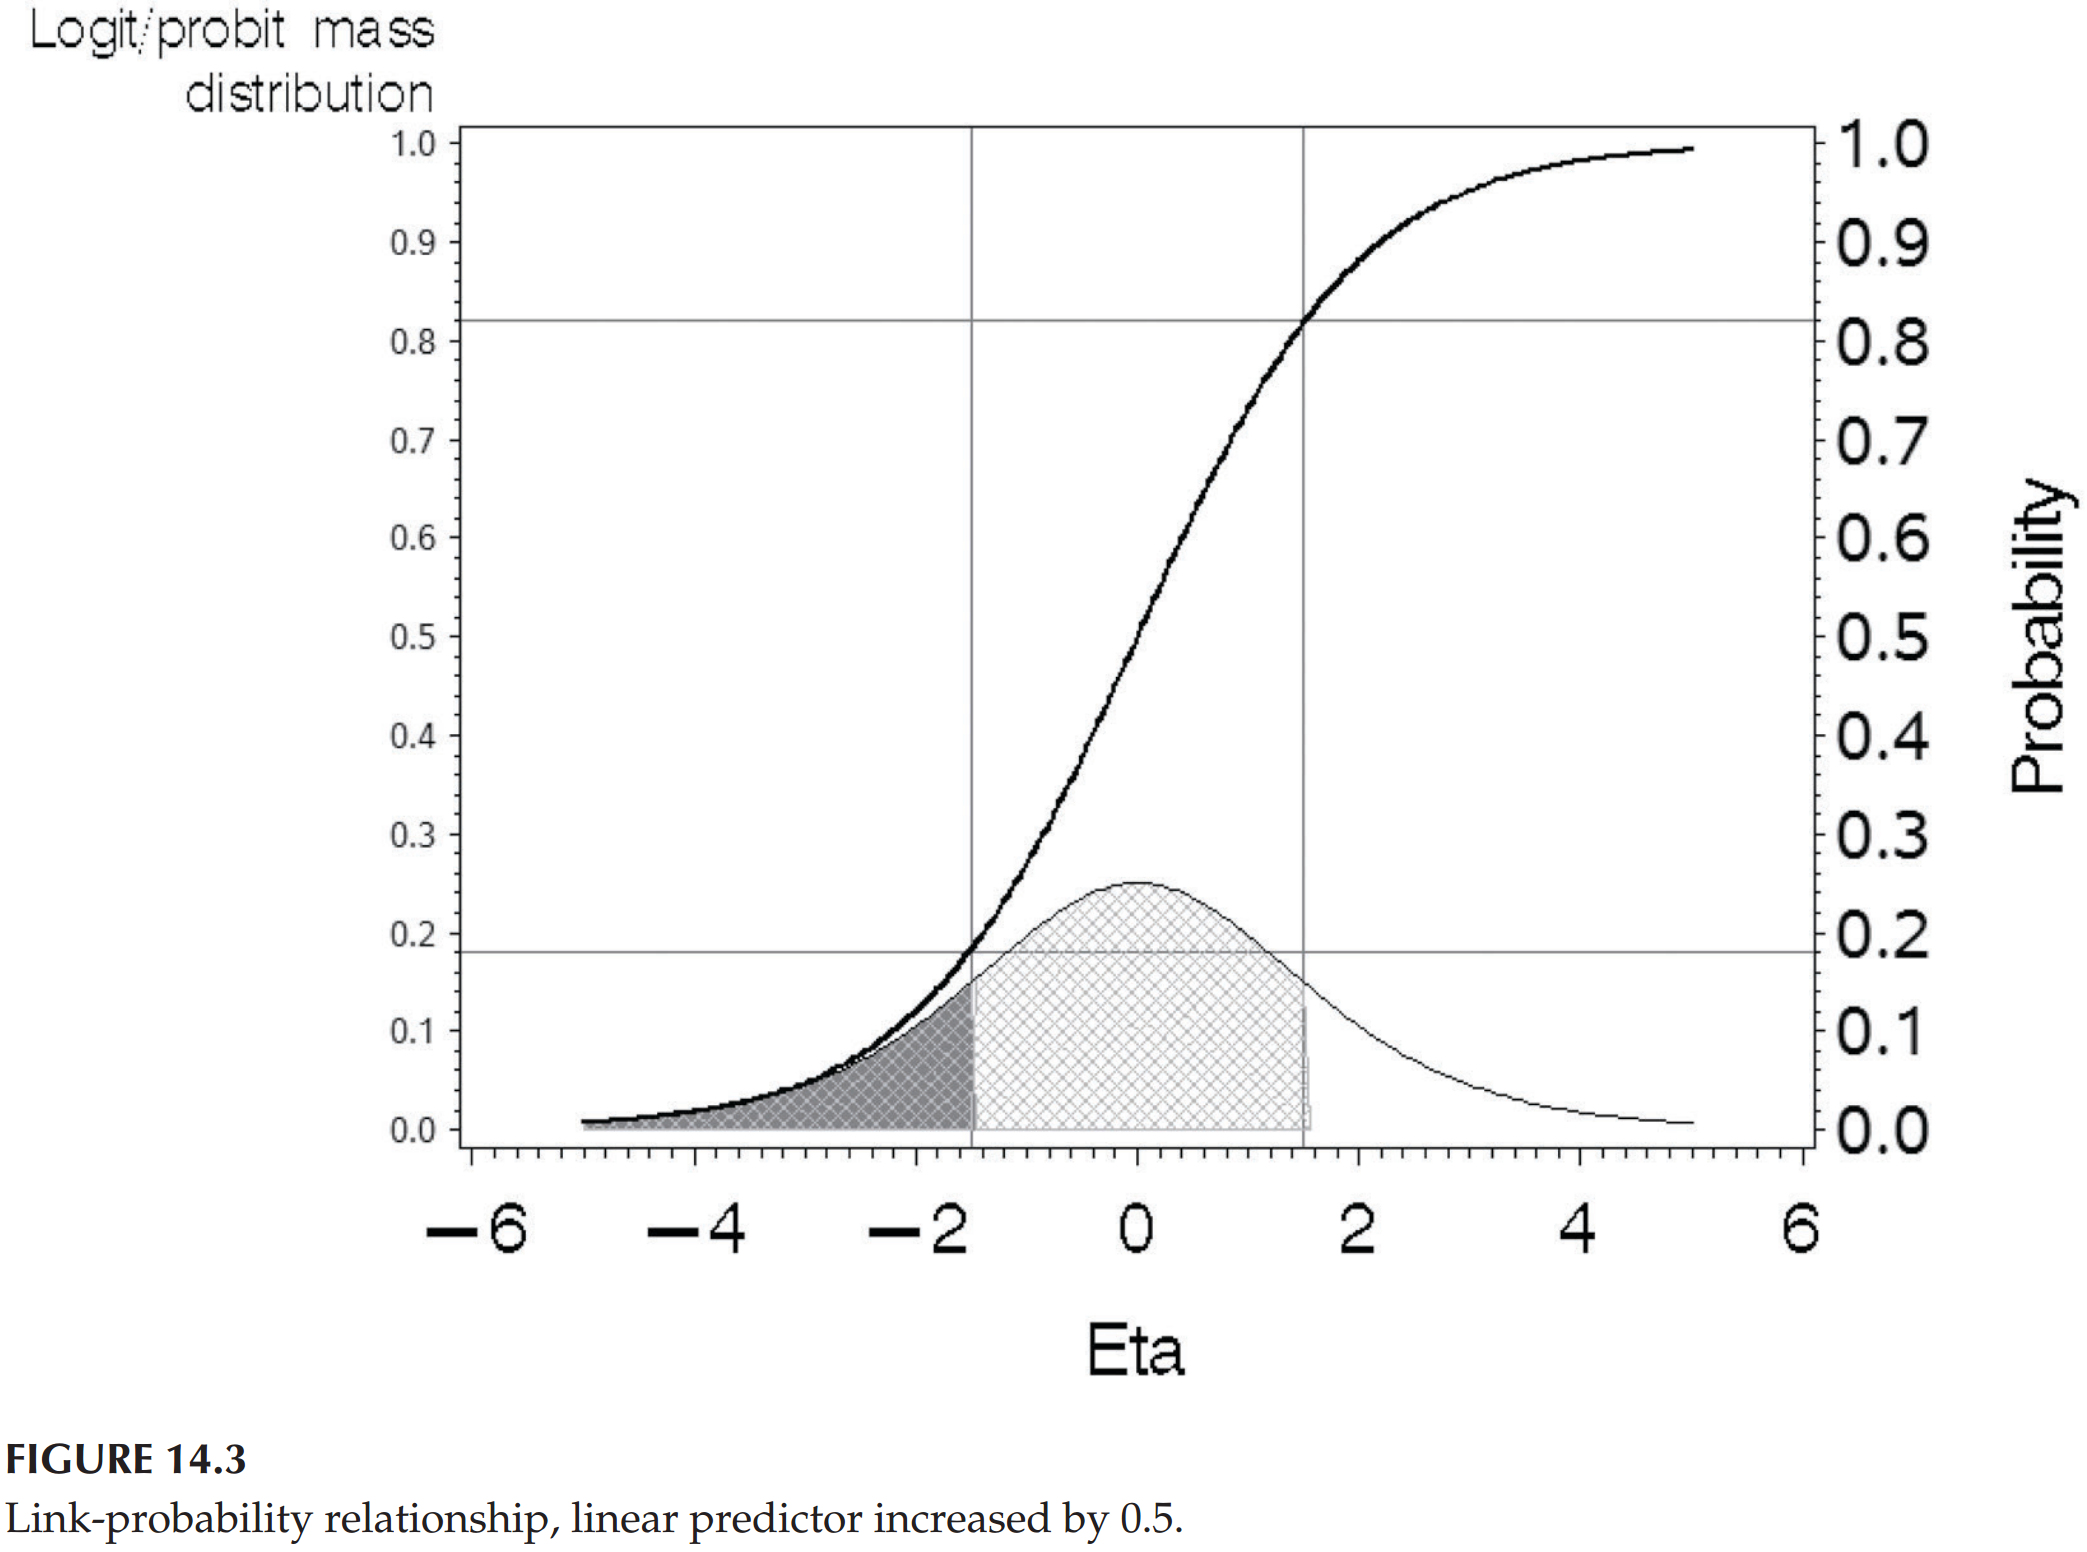 Logit/probit mass
distribution
1.0 1.0
0.9 0.9
0.8 0.8
0.7 0.7
0.6 0.6
0.5 0.5
0.4 0.4
0.3 0.3
0.2 0.2
0.1 0.1
0.0 0.0
Probability
−6 −4 −2 0 2 4 6
Eta
FIGURE 14.3
Link-probability relationship, linear predictor increased by 0.5.